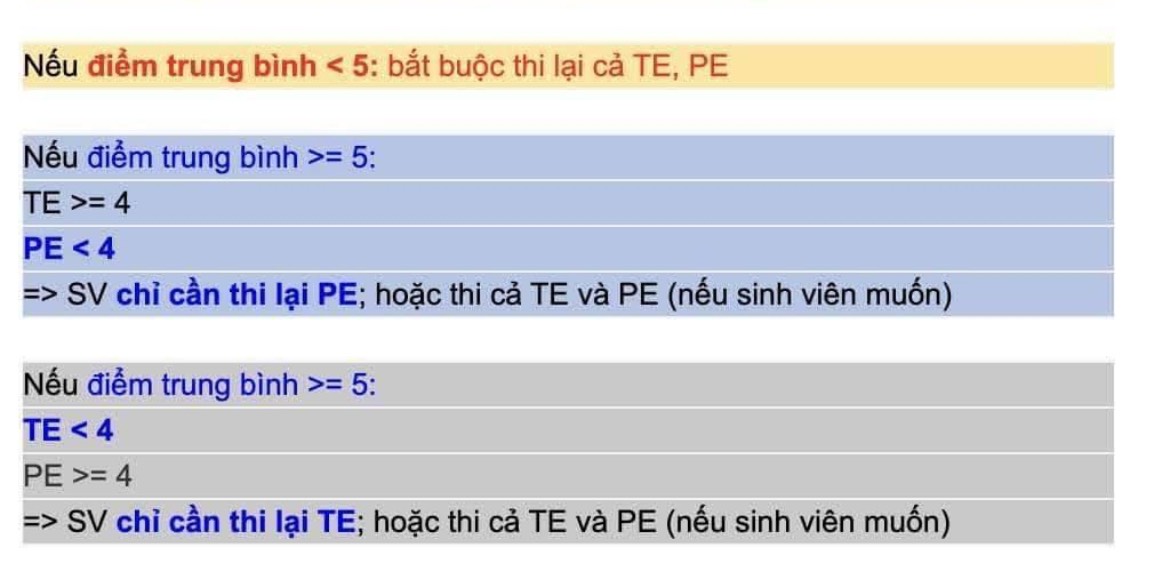 Nếu điểm trung bình < 5: bắt buộc thi lại cả TE, PE
Nếu điểm trung bình >= 5:
TE >= 4
PE < 4
=> SV chỉ cần thi lại PE; hoặc thi cả TE và PE (nếu sinh viên muốn)
Nếu điểm trung bình >= 5:
TE < 4
PE >= 4
=> SV chỉ cần thi lại TE; hoặc thi cả TE và PE (nếu sinh viên muốn)